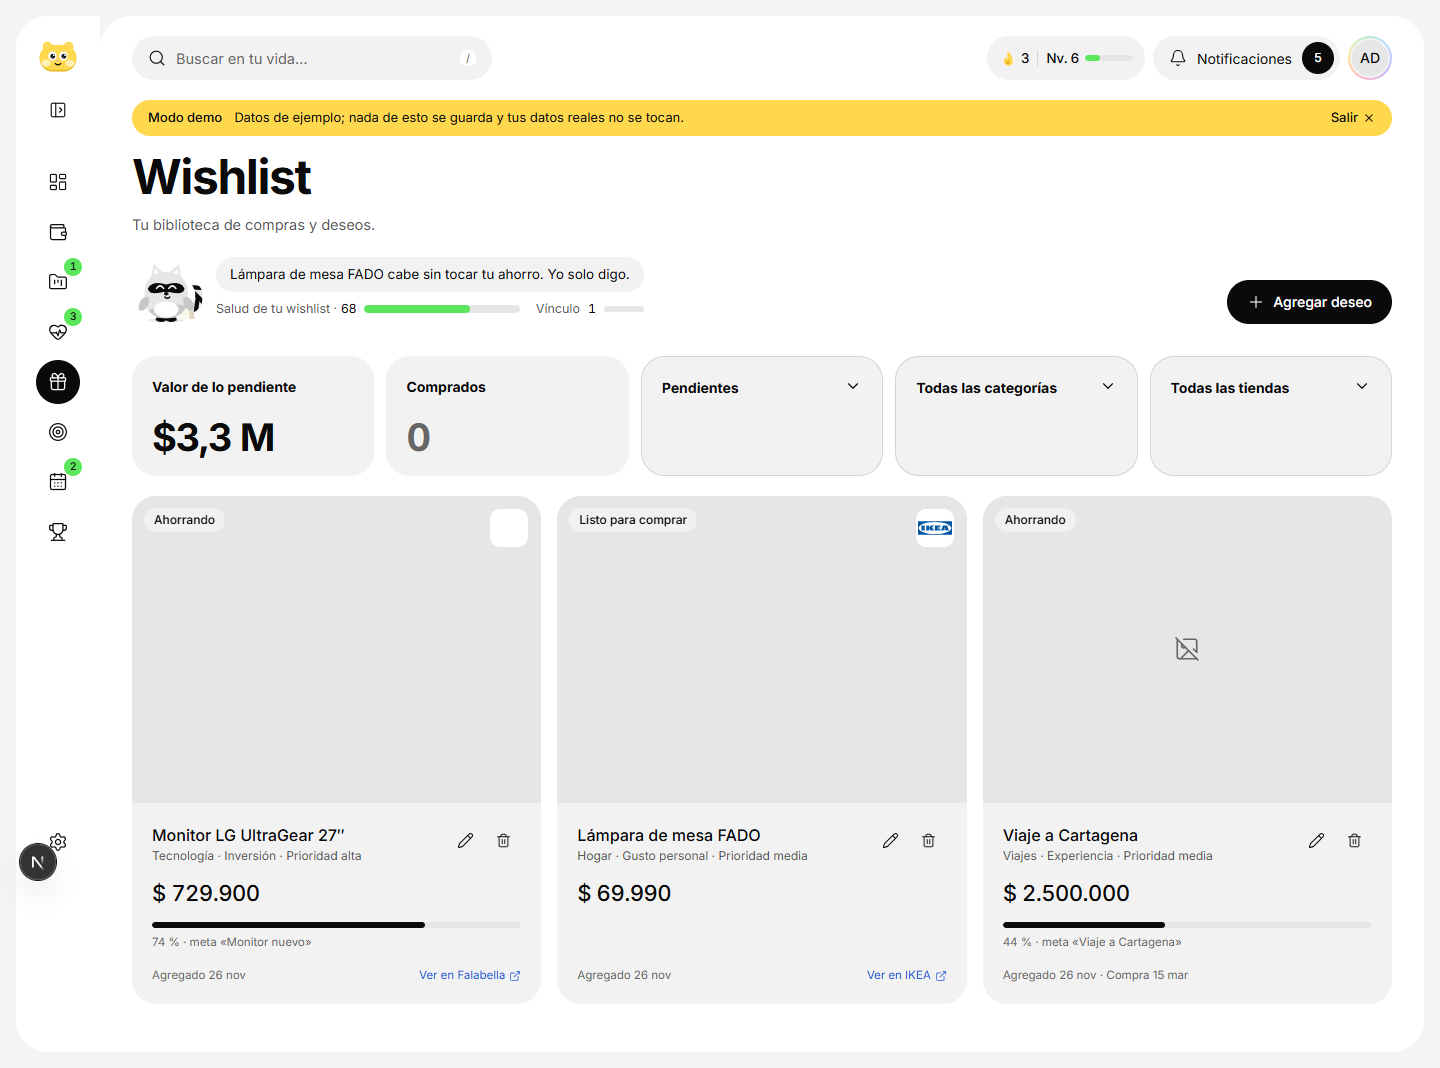 Buscar en tu vida...
/
3
Nv. 6
Notificaciones
5
AD
Modo demo
Datos de ejemplo; nada de esto se guarda y tus datos reales no se tocan.
Salir
Wishlist
Tu biblioteca de compras y deseos.
1
3
2
Lámpara de mesa FADO cabe sin tocar tu ahorro. Yo solo digo.
Salud de tu wishlist · 68
Vínculo 1
Agregar deseo
Valor de lo pendiente
$3,3 M
Comprados
0
Pendientes
Todas las categorías
Todas las tiendas
Ahorrando
Monitor LG UltraGear 27″
Tecnología · Inversión · Prioridad alta
$ 729.900
74 % · meta «Monitor nuevo»
Agregado 26 nov
Ver en Falabella
Listo para comprar
IKEA
Lámpara de mesa FADO
Hogar · Gusto personal · Prioridad media
$ 69.990
Agregado 26 nov
Ver en IKEA
Ahorrando
Viaje a Cartagena
Viajes · Experiencia · Prioridad media
$ 2.500.000
44 % · meta «Viaje a Cartagena»
Agregado 26 nov · Compra 15 mar
N